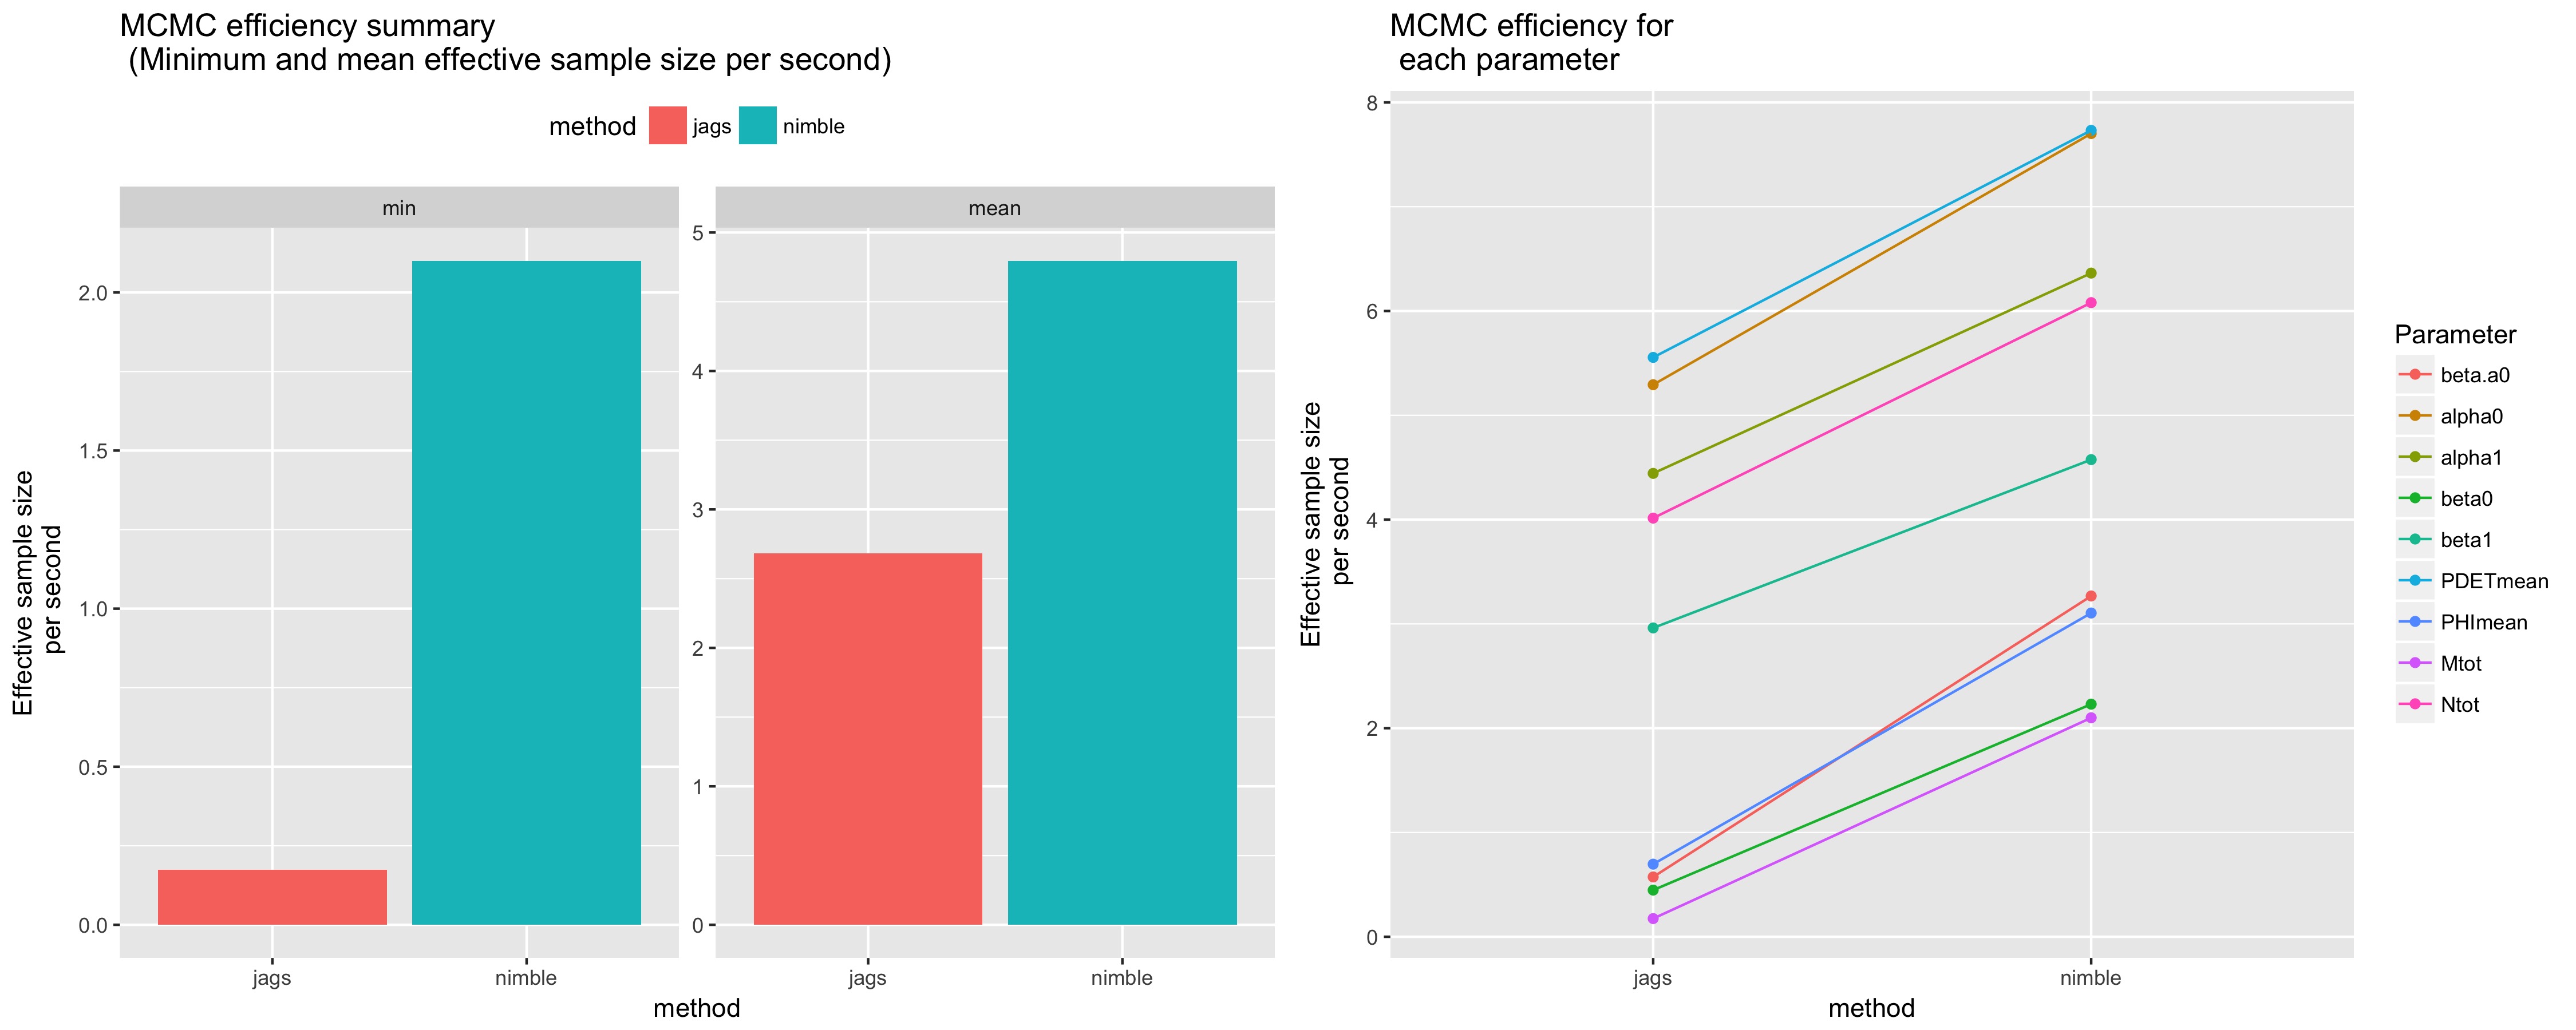 MCMC efficiency summary
(Minimum and mean effective sample size per second)
method
jags
nimble
min
mean
Effective sample size
per second
2.0
1.5
1.0
0.5
0.0
5
4
3
2
1
0
jags
nimble
jags
nimble
method
MCMC efficiency for
each parameter
Effective sample size
per second
8
6
4
2
0
jags
nimble
method
Parameter
beta.a0
alpha0
alpha1
beta0
beta1
PDETmean
PHImean
Mtot
Ntot